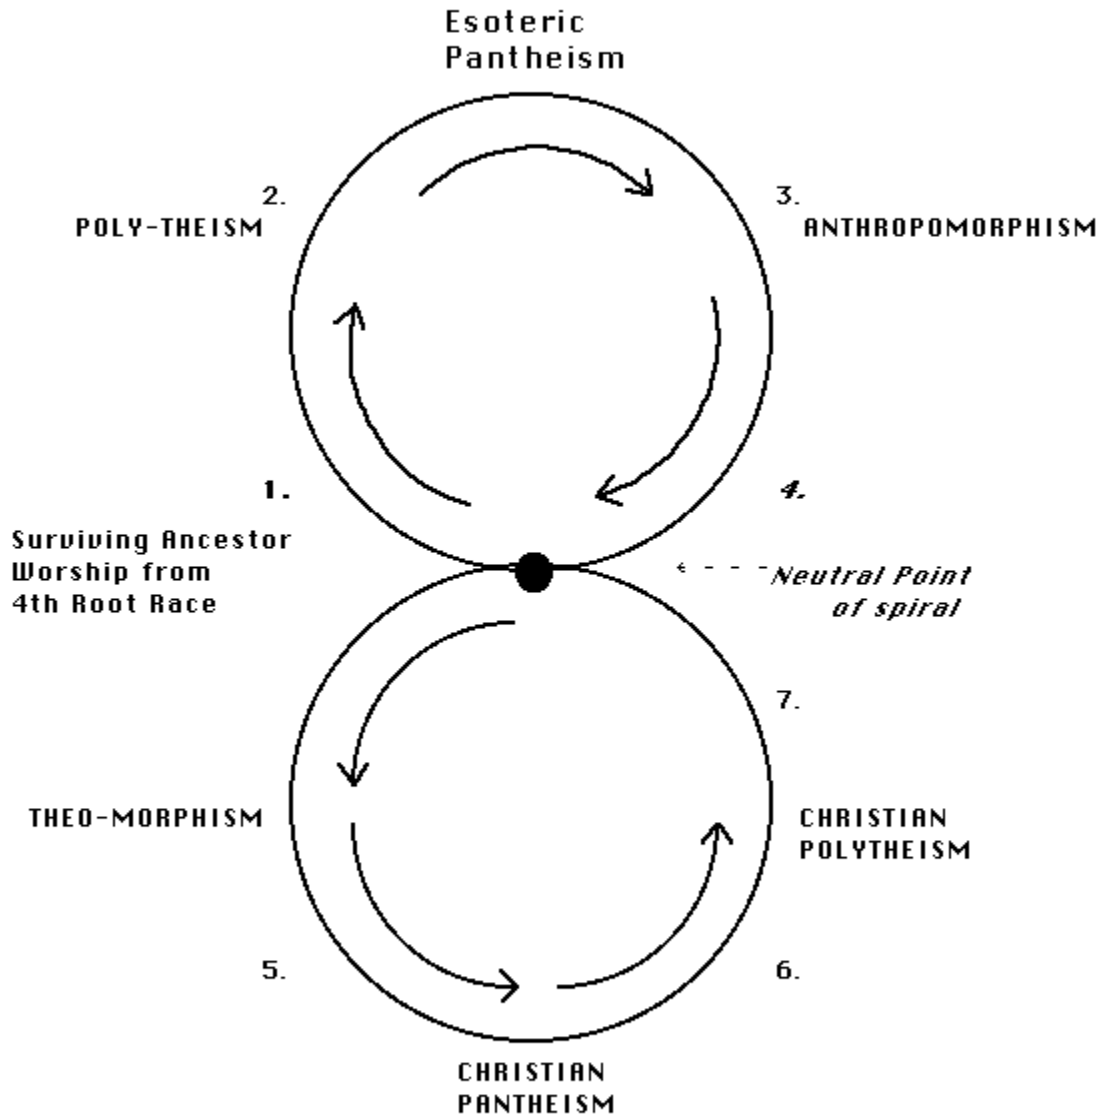 Esoteric
Pantheism
2.
POLY-THEISM
3.
ANTHROPOMORPHISM
1.
Surviving Ancestor
Worship from
4th Root Race
4.
Neutral Point
of spiral
7.
THEO-MORPHISM
CHRISTIAN
POLYTHEISM
5.
6.
CHRISTIAN
PANTHEISM